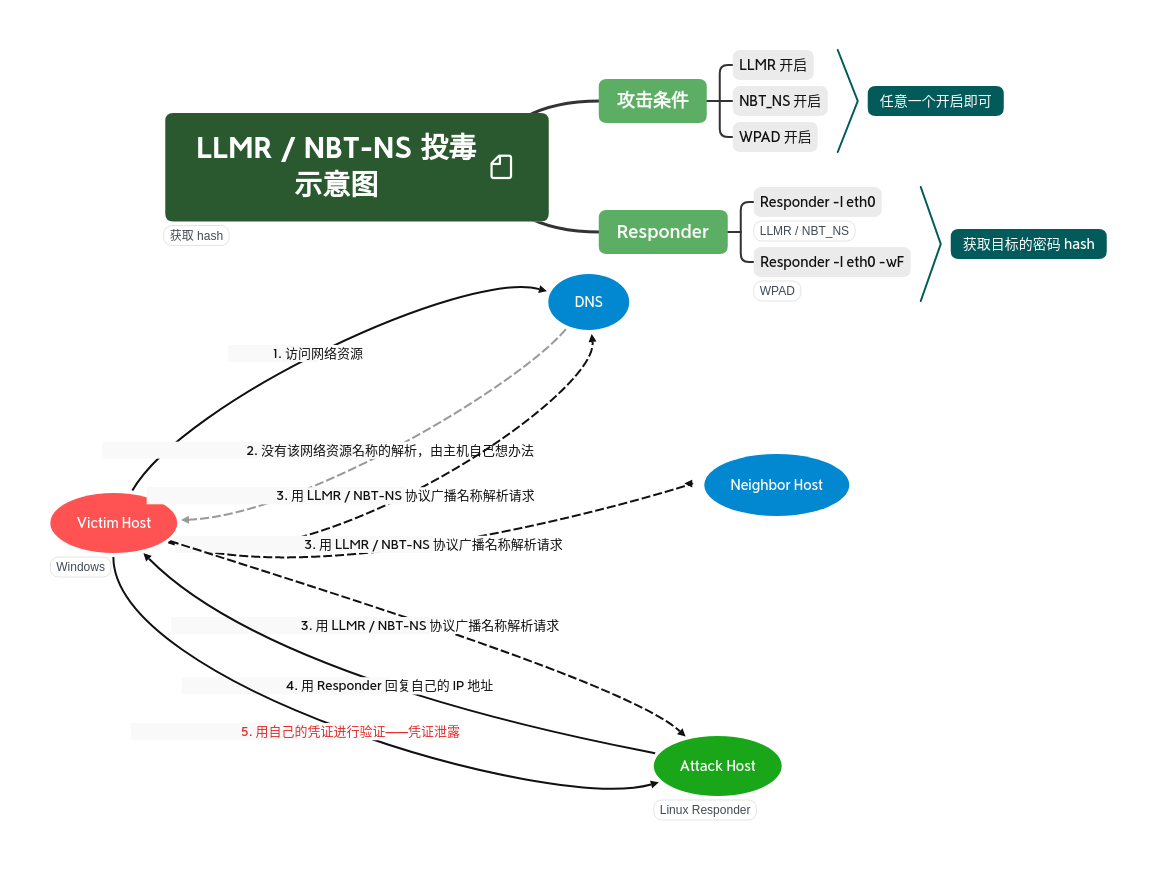 LLMR / NBT-NS 投毒
示意图
获取 hash
攻击条件
LLMR 开启
NBT_NS 开启
WPAD 开启
任意一个开启即可
Responder
Responder -I eth0
LLMR / NBT_NS
Responder -I eth0 -wF
WPAD
获取目标的密码 hash
DNS
1. 访问网络资源
2. 没有该网络资源名称的解析，由主机自己想办法
3. 用 LLMR / NBT-NS 协议广播名称解析请求
Neighbor Host
Victim Host
Windows
3. 用 LLMR / NBT-NS 协议广播名称解析请求
3. 用 LLMR / NBT-NS 协议广播名称解析请求
4. 用 Responder 回复自己的 IP 地址
5. 用自己的凭证进行验证——凭证泄露
Attack Host
Linux Responder